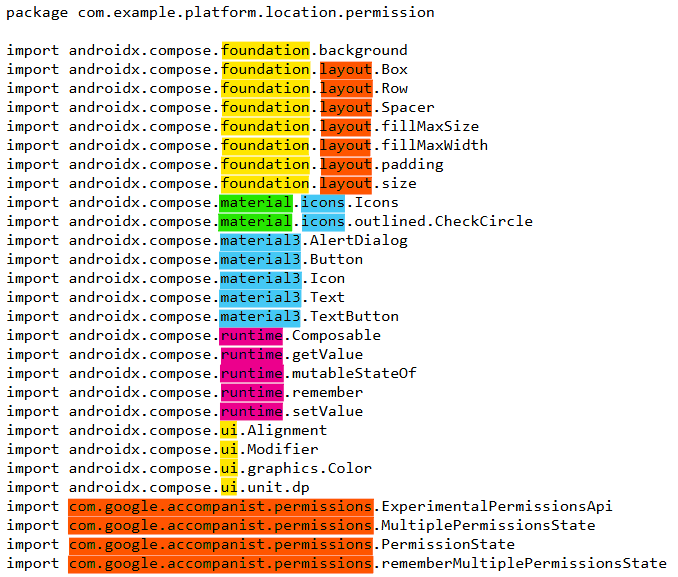 package com.example.platform.location.permission
import androidx.compose.foundation.background
import androidx.compose.foundation.layout.Box
import androidx.compose.foundation.layout.Row
import androidx.compose.foundation.layout.Spacer
import androidx.compose.foundation.layout.fillMaxSize
import androidx.compose.foundation.layout.fillMaxWidth
import androidx.compose.foundation.layout.padding
import androidx.compose.foundation.layout.size
import androidx.compose.material.icons.Icons
import androidx.compose.material.icons.outlined.CheckCircle
import androidx.compose.material3.AlertDialog
import androidx.compose.material3.Button
import androidx.compose.material3.Icon
import androidx.compose.material3.Text
import androidx.compose.material3.TextButton
import androidx.compose.runtime.Composable
import androidx.compose.runtime.getValue
import androidx.compose.runtime.mutableStateOf
import androidx.compose.runtime.remember
import androidx.compose.runtime.setValue
import androidx.compose.ui.Alignment
import androidx.compose.ui.Modifier
import androidx.compose.ui.graphics.Color
import androidx.compose.ui.unit.dp
import com.google.accompanist.permissions.ExperimentalPermissionsApi
import com.google.accompanist.permissions.MultiplePermissionsState
import com.google.accompanist.permissions.PermissionState
import com.google.accompanist.permissions.rememberMultiplePermissionsState